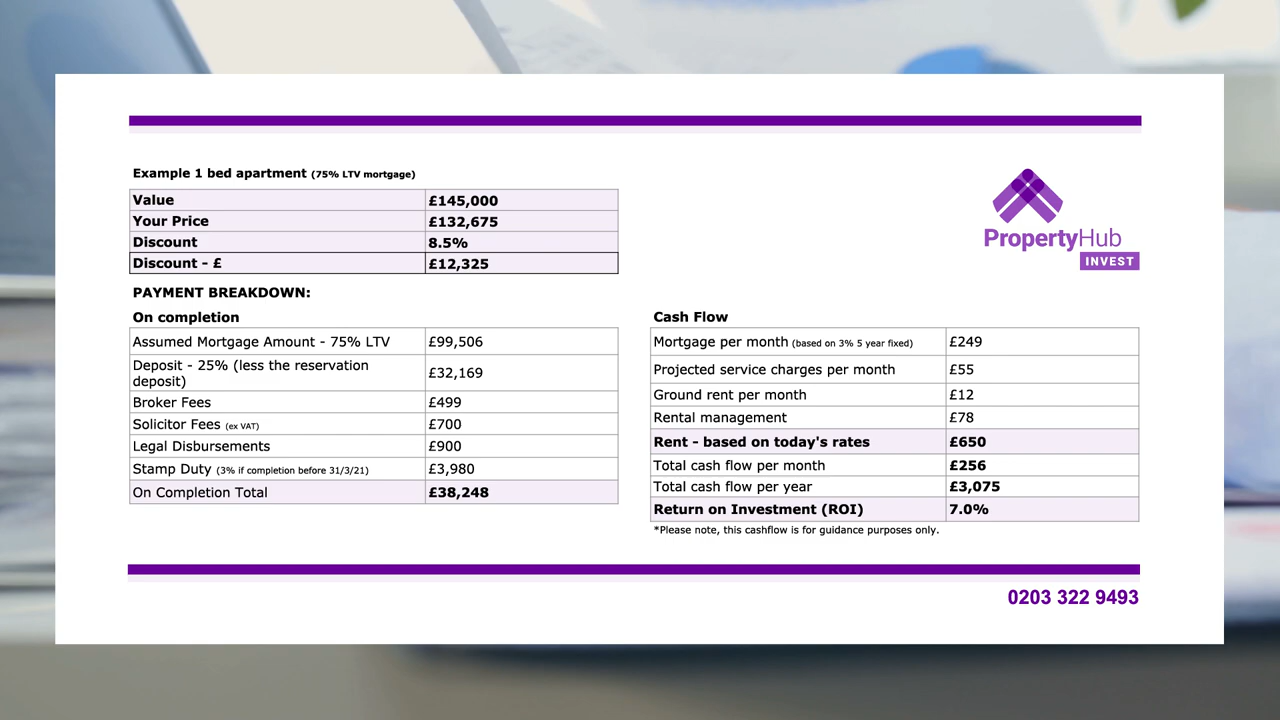 Example 1 bed apartment (75% LTV mortgage)
Value £145,000
Your Price £132,675
Discount 8.5%
Discount - £ £12,325
PropertyHub
INVEST
PAYMENT BREAKDOWN:
On completion
Assumed Mortgage Amount - 75% LTV £99,506
Deposit - 25% (less the reservation
deposit) £32,169
Broker Fees £499
Solicitor Fees (ex VAT) £700
Legal Disbursements £900
Stamp Duty (3% if completion before 31/3/21) £3,980
On Completion Total £38,248
Cash Flow
Mortgage per month (based on 3% 5 year fixed) £249
Projected service charges per month £55
Ground rent per month £12
Rental management £78
Rent - based on today's rates £650
Total cash flow per month £256
Total cash flow per year £3,075
Return on Investment (ROI) 7.0%
*Please note, this cashflow is for guidance purposes only.
0203 322 9493